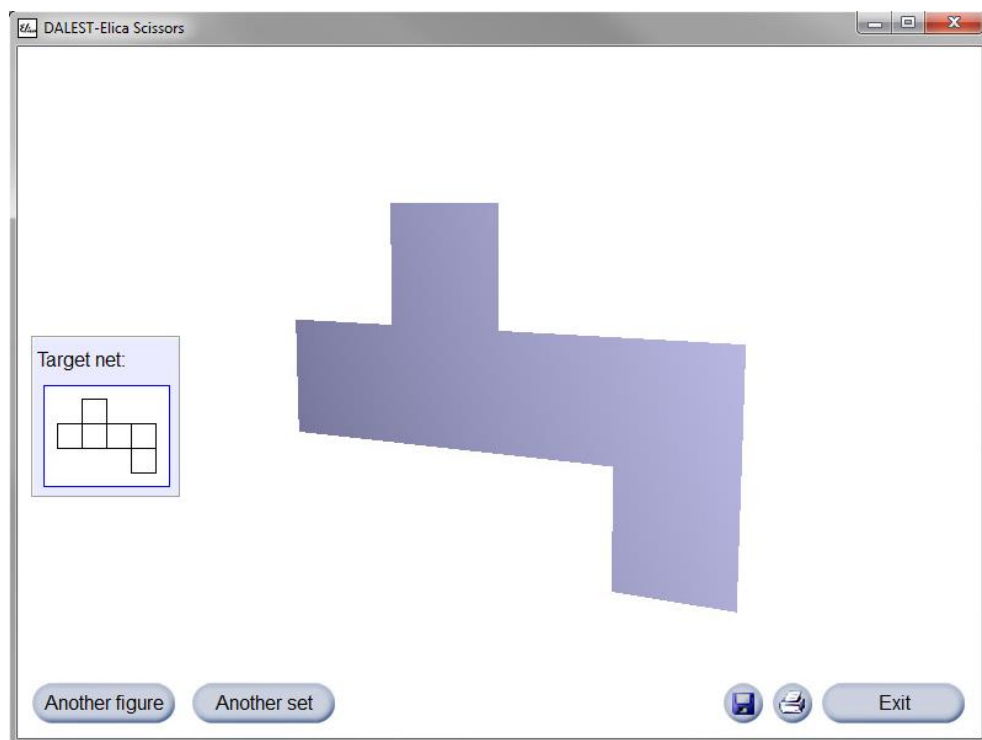 DALEST-Elica Scissors
Target net:
Another figure
Another set
Exit